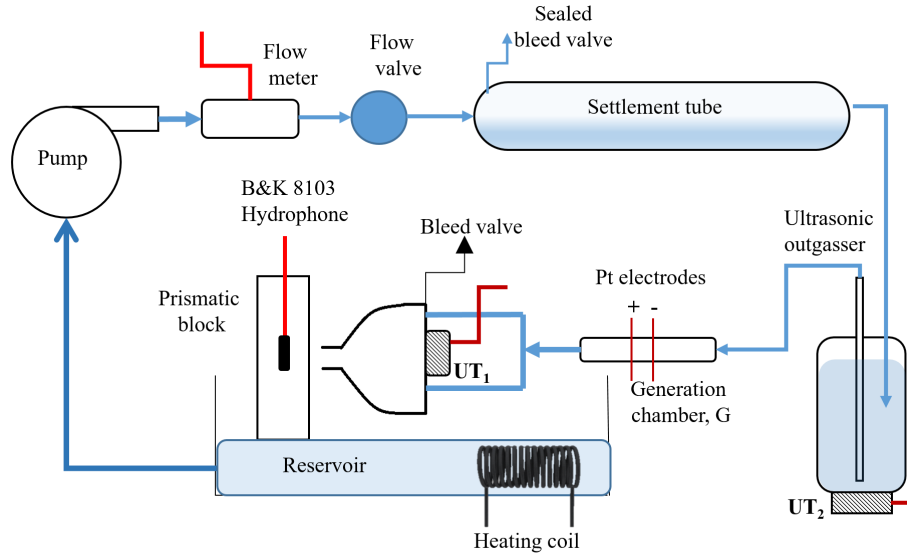 Sealed
bleed valve
Flow
meter
Flow
valve
Settlement tube
Pump
B&K 8103
Hydrophone
Bleed valve
Ultrasonic
outgasser
Pt electrodes
+ -
Prismatic
block
UT1
Generation
chamber, G
Reservoir
UT2
Heating coil